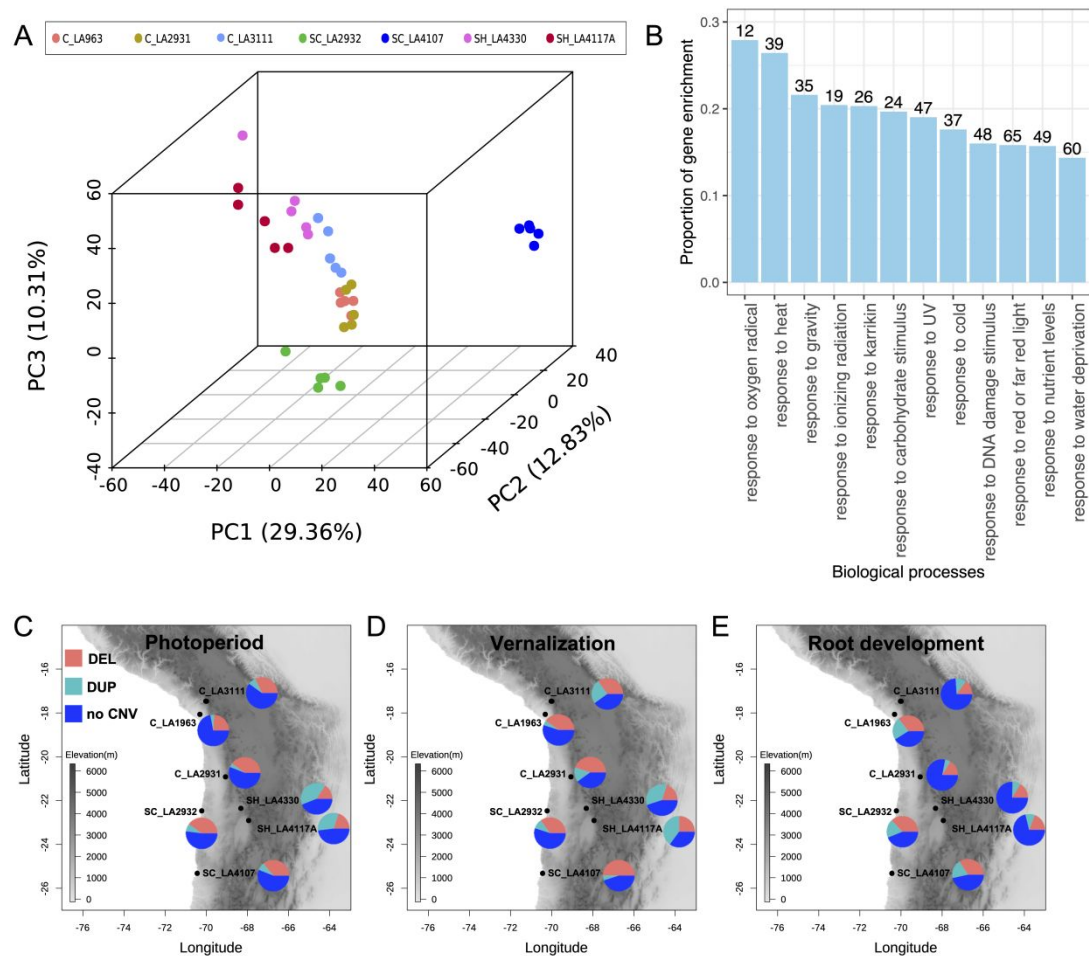 A
C_LA963 C_LA2931 C_LA3111 SC_LA2932 SC_LA4107 SH_LA4330 SH_LA4117A
PC3 (10.31%)
60
40
20
0
-20
-40
-60 -40 -20 0 20 40 60
PC1 (29.36%)
40
20
0
-20
-40
-60
PC2 (12.83%)
B
Proportion of gene enrichment
0.3
0.2
0.1
0.0
12 39 35 19 26 24 47 37 48 65 49 60
response to oxygen radical
response to heat
response to gravity
response to ionizing radiation
response to karrikin
response to carbohydrate stimulus
response to UV
response to cold
response to DNA damage stimulus
response to red or far red light
response to nutrient levels
response to water deprivation
Biological processes
C
Photoperiod
DEL
DUP
no CNV
C_LA3111
C_LA1963
C_LA2931
SH_LA4330
SC_LA2932
SH_LA4117A
SC_LA4107
Elevation(m)
6000
5000
4000
3000
2000
1000
0
Latitude
-16
-18
-20
-22
-24
-26
-76 -74 -72 -70 -68 -66 -64
Longitude
D
Vernalization
C_LA3111
C_LA1963
C_LA2931
SH_LA4330
SC_LA2932
SH_LA4117A
SC_LA4107
Elevation(m)
6000
5000
4000
3000
2000
1000
0
Latitude
-16
-18
-20
-22
-24
-26
-76 -74 -72 -70 -68 -66 -64
Longitude
E
Root development
C_LA3111
C_LA1963
C_LA2931
SH_LA4330
SC_LA2932
SH_LA4117A
SC_LA4107
Elevation(m)
6000
5000
4000
3000
2000
1000
0
Latitude
-16
-18
-20
-22
-24
-26
-76 -74 -72 -70 -68 -66 -64
Longitude